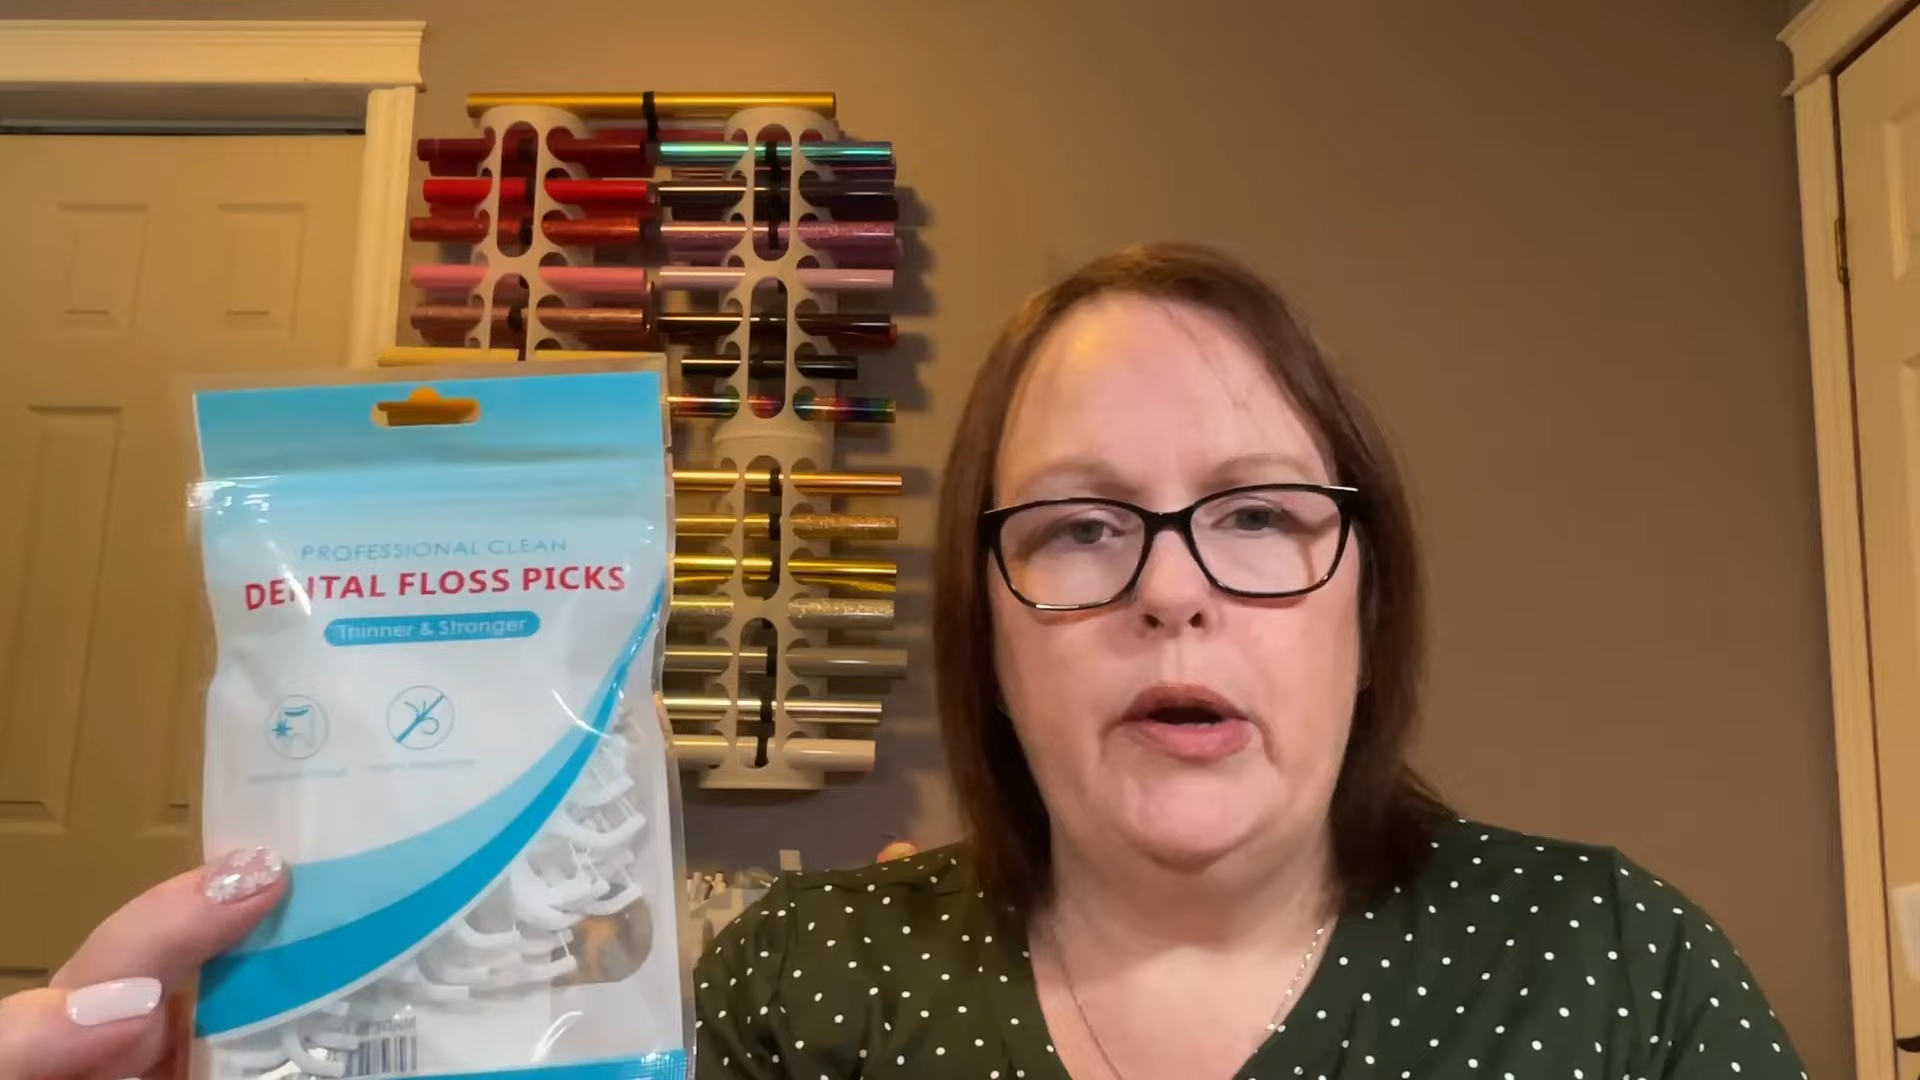 PROFESSIONAL CLEAN
DENTAL FLOSS PICKS
Thinner & Stronger